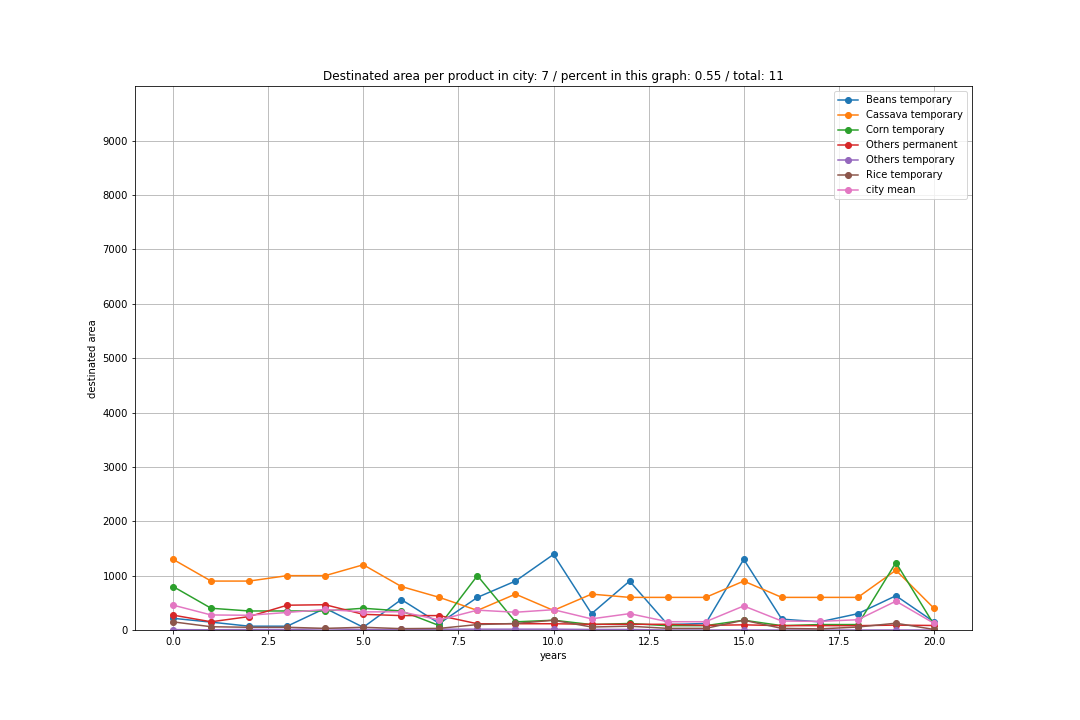 Destinated area per product in city: 7 / percent in this graph: 0.55 / total: 11
Beans temporary
Cassava temporary
Corn temporary
Others permanent
Others temporary
Rice temporary
city mean
9000
8000
7000
6000
5000
4000
3000
2000
1000
0
destinated area
0.0 2.5 5.0 7.5 10.0 12.5 15.0 17.5 20.0
years